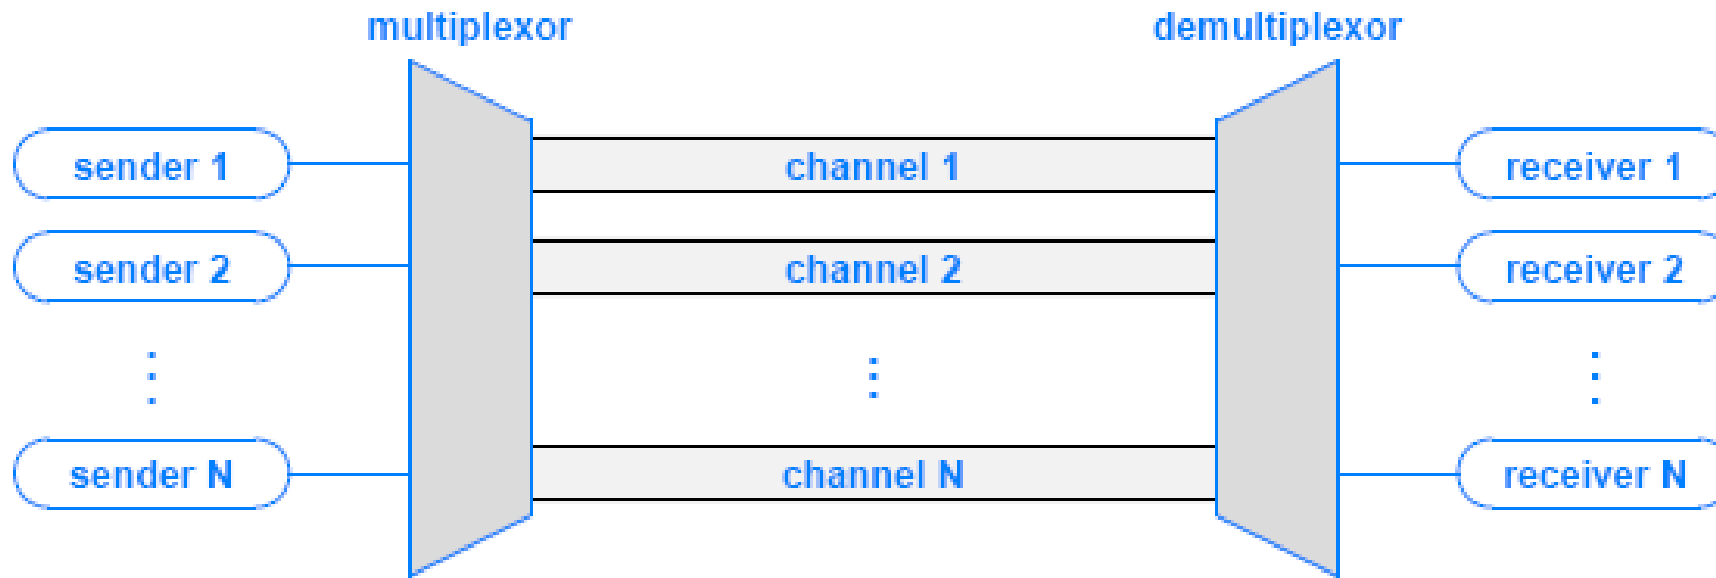 multiplexor
demultiplexor
sender 1
channel 1
receiver 1
sender 2
channel 2
receiver 2
sender N
channel N
receiver N